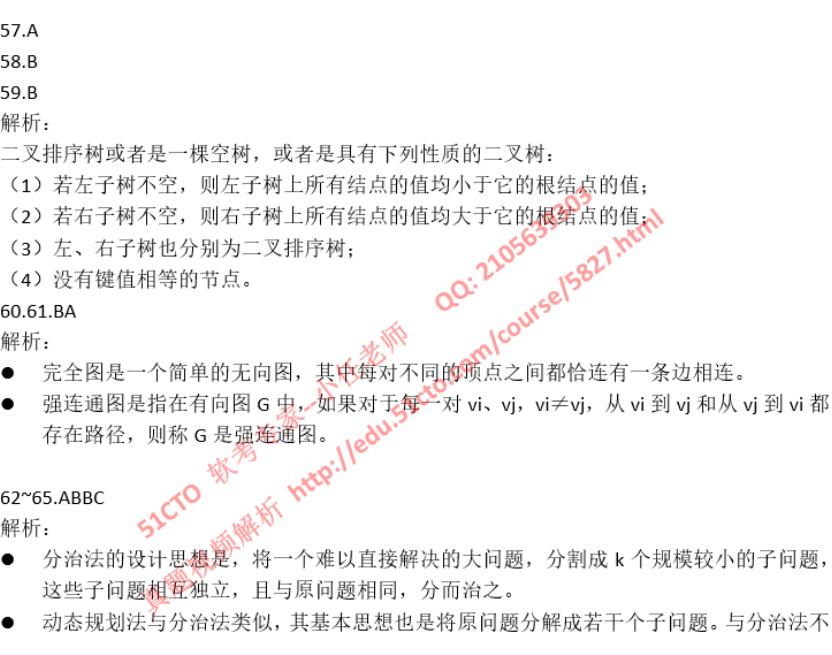 57.A
58.B
59.B
解析：
二叉排序树或者是一棵空树，或者是具有下列性质的二叉树：
（1）若左子树不空，则左子树上所有结点的值均小于它的根结点的值；
（2）若右子树不空，则右子树上所有结点的值均大于它的根结点的值；
（3）左、右子树也分别为二叉排序树；
（4）没有键值相等的节点。
60.61.BA
解析：
● 完全图是一个简单的无向图，其中每对不同的顶点之间都恰连有一条边相连。
● 强连通图是指在有向图 G 中，如果对于每一对 vi、vj，vi≠vj，从 vi 到 vj 和从 vj 到 vi 都
存在路径，则称 G 是强连通图。
62~65.ABBC
解析：
● 分治法的设计思想是，将一个难以直接解决的大问题，分割成 k 个规模较小的子问题，
这些子问题相互独立，且与原问题相同，分而治之。
● 动态规划法与分治法类似，其基本思想也是将原问题分解成若干个子问题。与分治法不
51CTO 软考专家--小任老师 QQ: 2105633303
真题视频解析 http://edu.51cto.com/course/5827.html